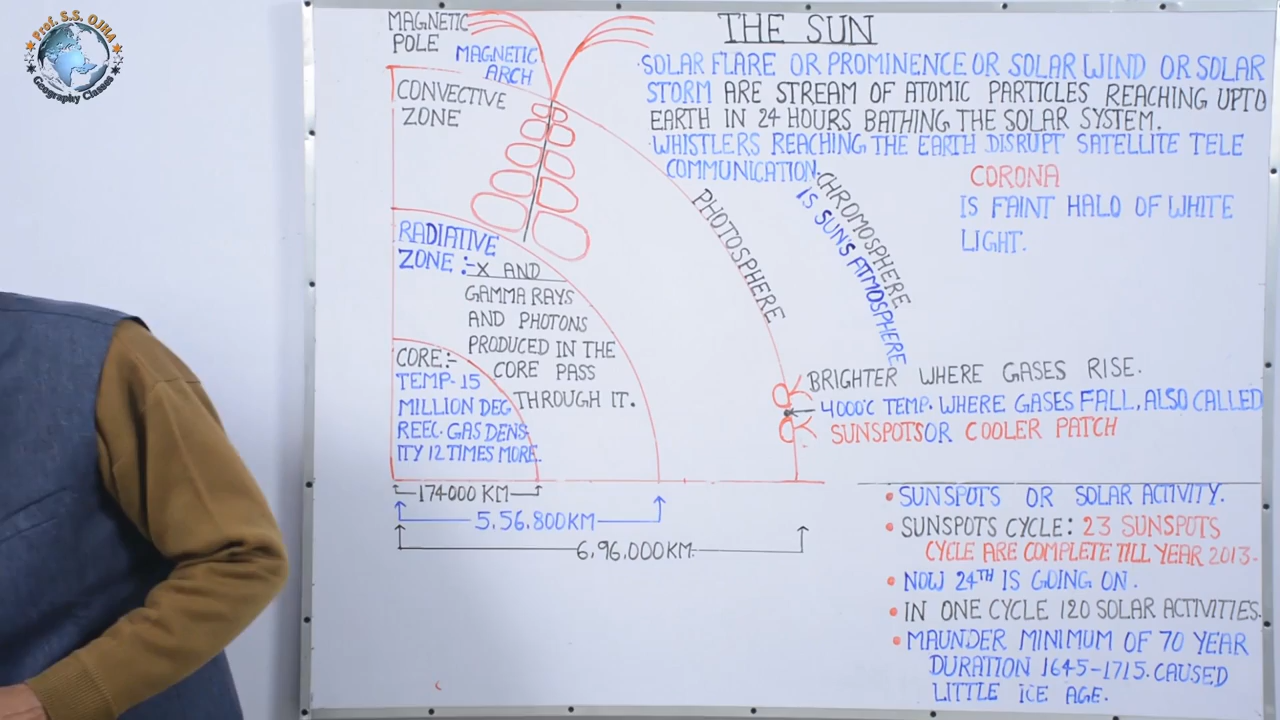 Prof. S.S. OJHA
Geography Classes
THE SUN
MAGNETIC
POLE
MAGNETIC
ARCH
CONVECTIVE
ZONE
RADIATIVE
ZONE :- X AND
GAMMA RAYS
AND PHOTONS
PRODUCED IN THE
CORE PASS
THROUGH IT.
CORE:-
TEMP-15
MILLION DEG
REEC. GAS DENS-
ITY 12 TIMES MORE.
174000 KM
5,56,800KM
6,96,000KM
PHOTOSPHERE
CHROMOSPHERE
IS SUN'S ATMOSPHERE
·SOLAR FLARE OR PROMINENCE OR SOLAR WIND OR SOLAR
STORM ARE STREAM OF ATOMIC PARTICLES REACHING UPTO
EARTH IN 24 HOURS BATHING THE SOLAR SYSTEM.
·WHISTLERS REACHING THE EARTH DISRUPT SATELLITE TELE
COMMUNICATION.
CORONA
IS FAINT HALO OF WHITE
LIGHT.
BRIGHTER WHERE GASES RISE.
4000°C TEMP. WHERE GASES FALL, ALSO CALLED
SUNSPOTS OR COOLER PATCH
• SUNSPOTS OR SOLAR ACTIVITY.
• SUNSPOTS CYCLE: 23 SUNSPOTS
CYCLE ARE COMPLETE TILL YEAR 2013-
• NOW 24TH IS GOING ON.
• IN ONE CYCLE 120 SOLAR ACTIVITIES.
• MAUNDER MINIMUM OF 70 YEAR
DURATION 1645-1715. CAUSED
LITTLE ICE AGE.